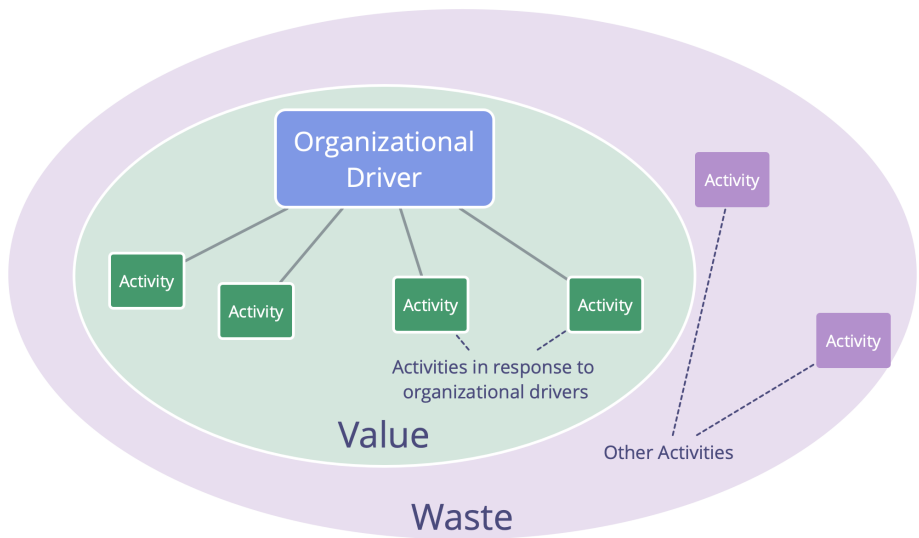 Organizational
Driver
Activity
Activity
Activity
Activity
Activity
Activity
Activities in response to
organizational drivers
Value
Other Activities
Waste